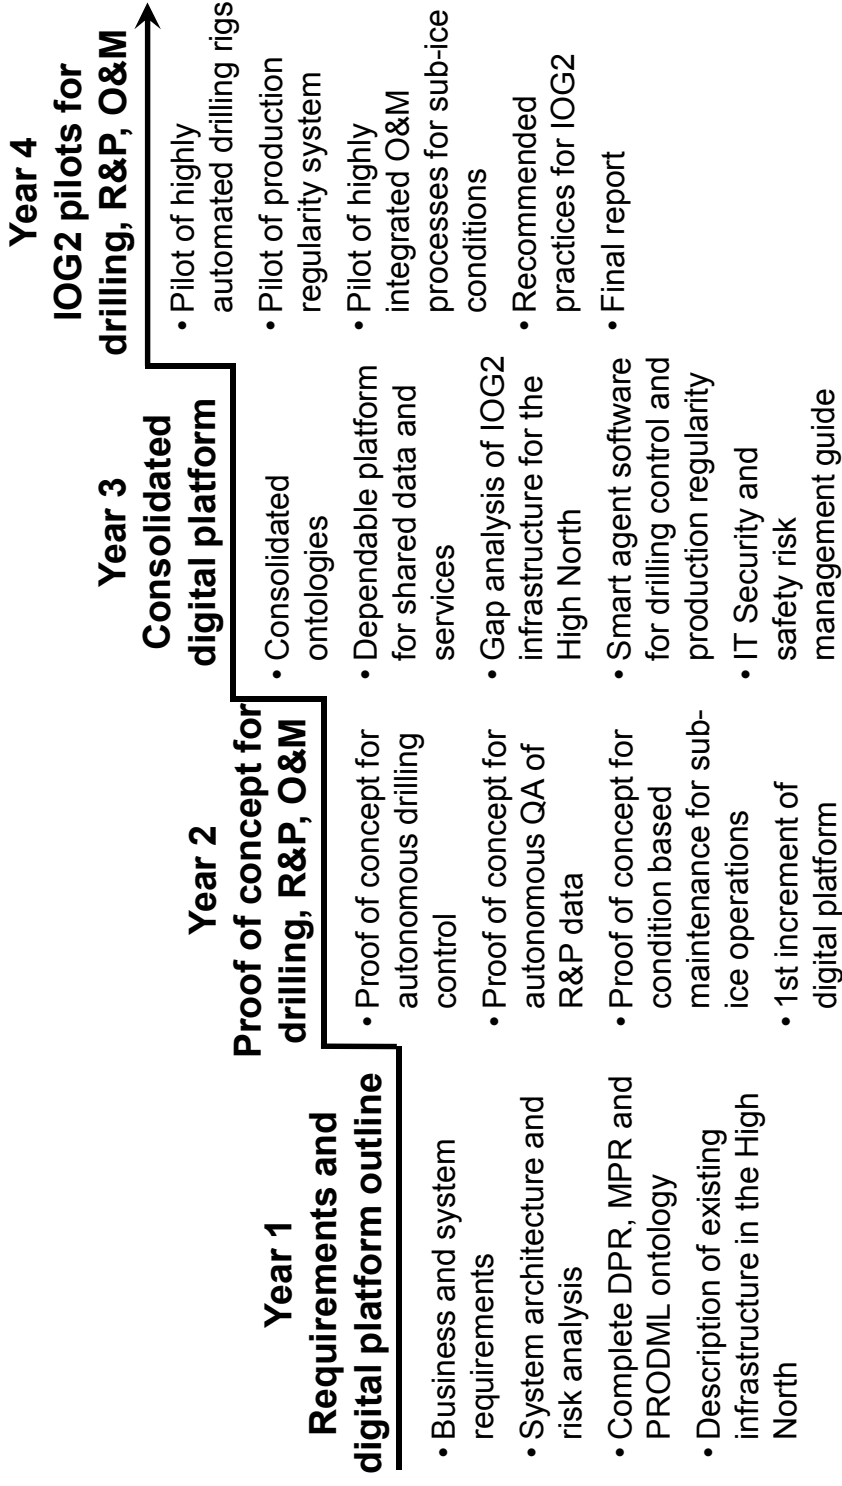 Year 1
Requirements and
digital platform outline
• Business and system
requirements
• System architecture and
risk analysis
• Complete DPR, MPR and
PRODML ontology
• Description of existing
infrastructure in the High
North
Year 2
Proof of concept for
drilling, R&P, O&M
• Proof of concept for
autonomous drilling
control
• Proof of concept for
autonomous QA of
R&P data
• Proof of concept for
condition based
maintenance for sub-
ice operations
• 1st increment of
digital platform
Year 3
Consolidated
digital platform
• Consolidated
ontologies
• Dependable platform
for shared data and
services
• Gap analysis of IOG2
infrastructure for the
High North
• Smart agent software
for drilling control and
production regularity
• IT Security and
safety risk
management guide
Year 4
IOG2 pilots for
drilling, R&P, O&M
• Pilot of highly
automated drilling rigs
• Pilot of production
regularity system
• Pilot of highly
integrated O&M
processes for sub-ice
conditions
• Recommended
practices for IOG2
• Final report